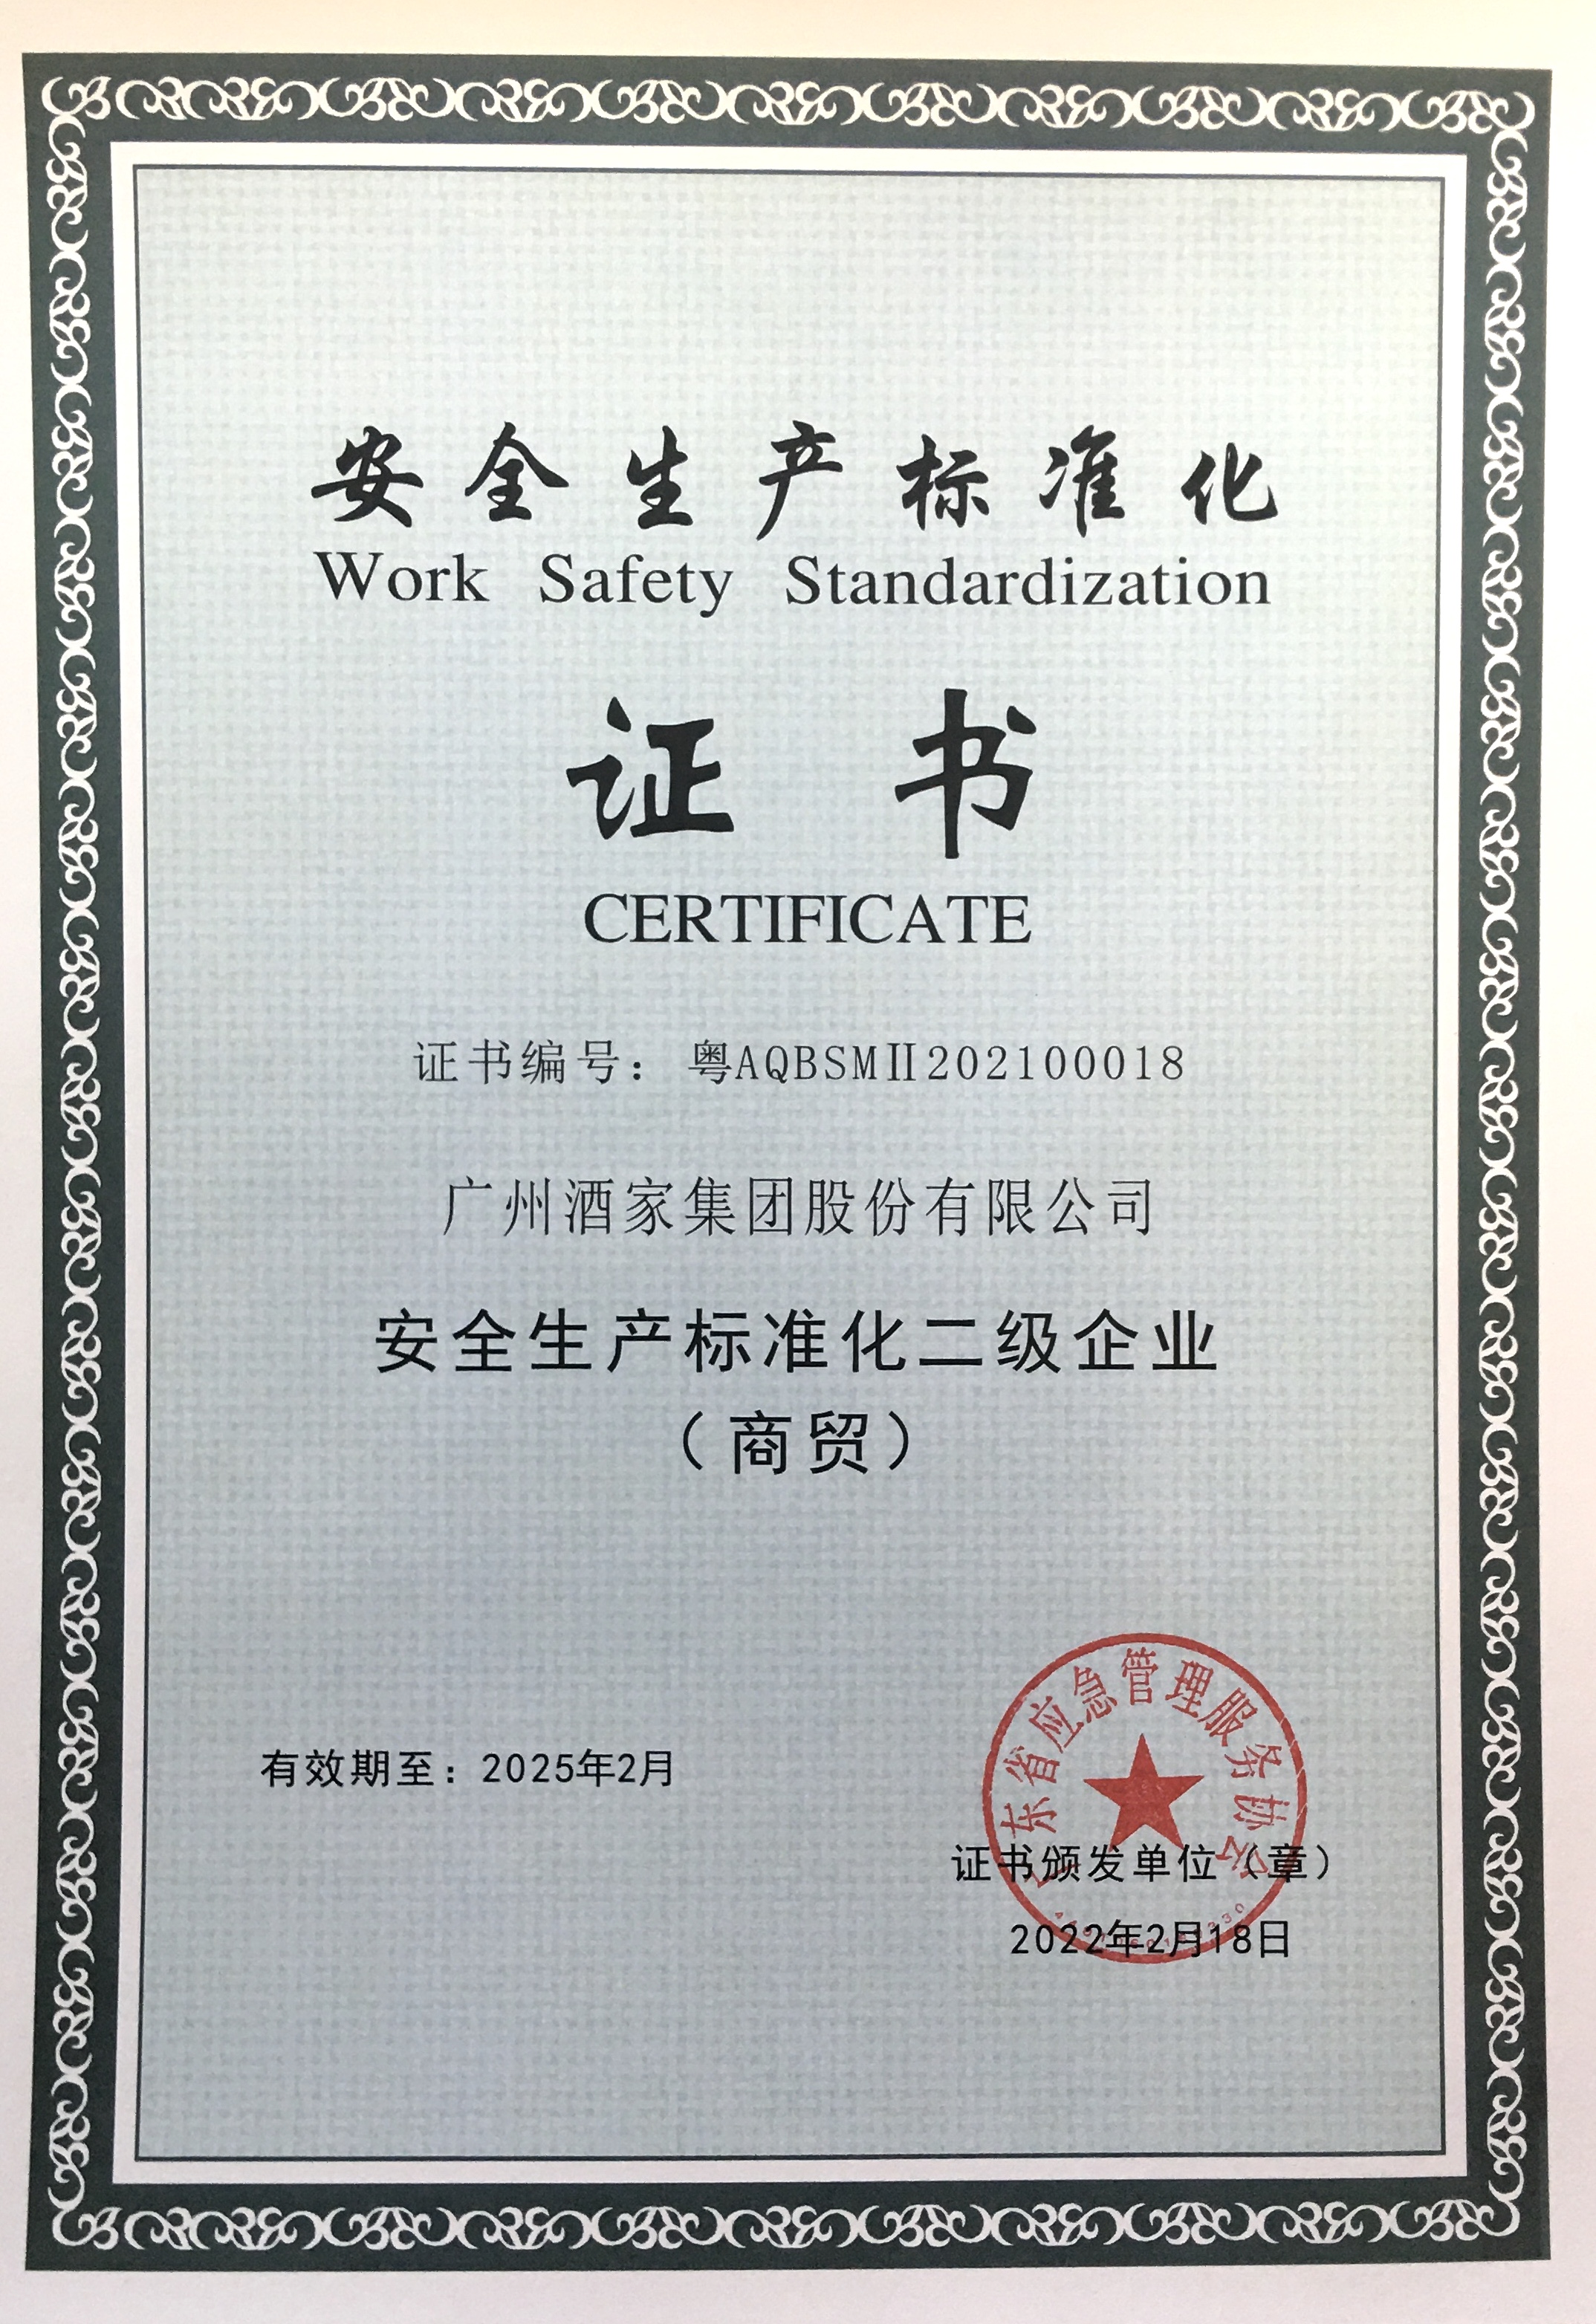 安全生产标准化
Work Safety Standardization
证书
CERTIFICATE
证书编号： 粤AQBSMⅡ202100018
广州酒家集团股份有限公司
安全生产标准化二级企业
（商贸）
有效期至：2025年2月
广东省应急管理服务协会
证书颁发单位（章）
2022年2月18日